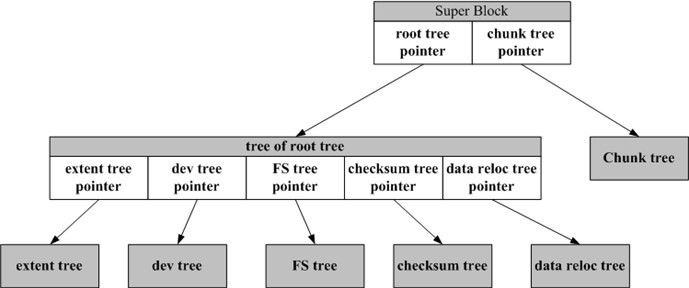 Super Block
root tree chunk tree
pointer pointer
tree of root tree
extent tree dev tree FS tree checksum tree data reloc tree
pointer pointer pointer pointer pointer
Chunk tree
extent tree dev tree FS tree checksum tree data reloc tree